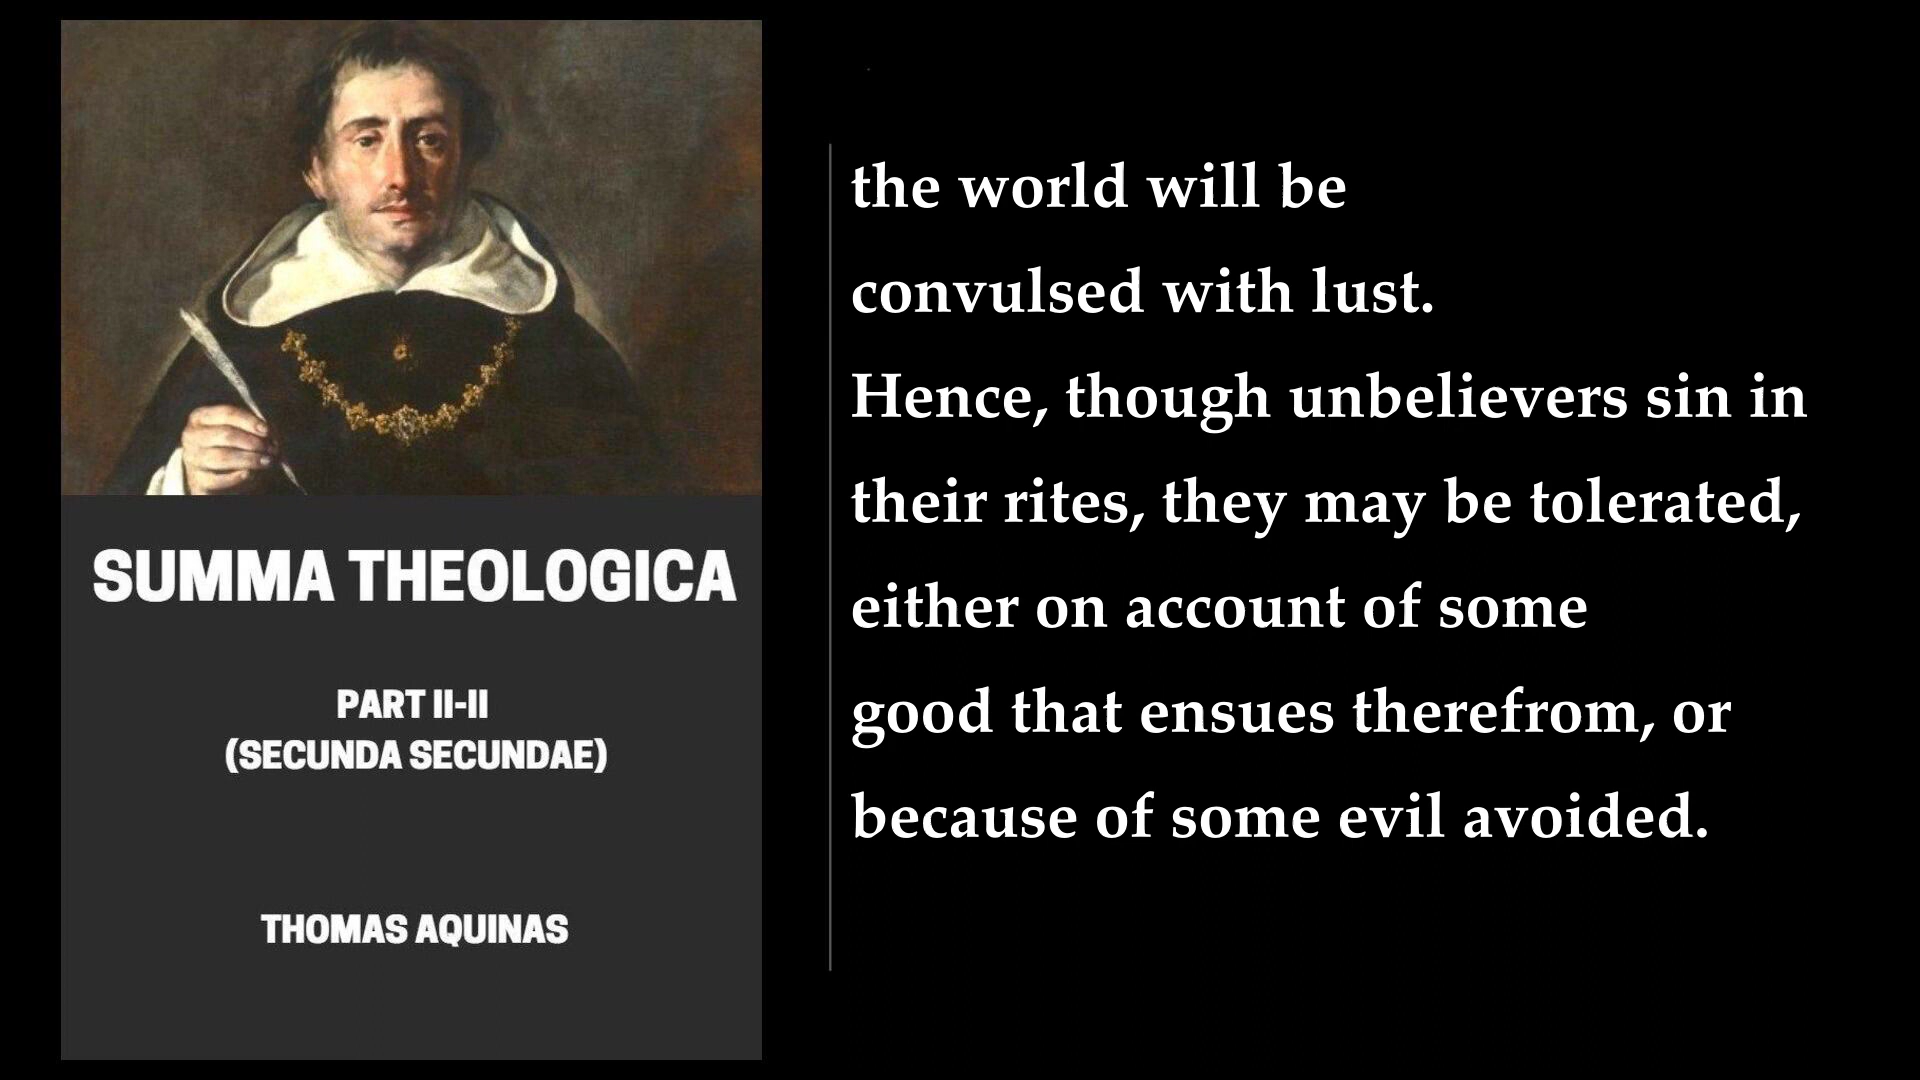 SUMMA THEOLOGICA
PART II-II
(SECUNDA SECUNDAE)
THOMAS AQUINAS
the world will be
convulsed with lust.
Hence, though unbelievers sin in
their rites, they may be tolerated,
either on account of some
good that ensues therefrom, or
because of some evil avoided.